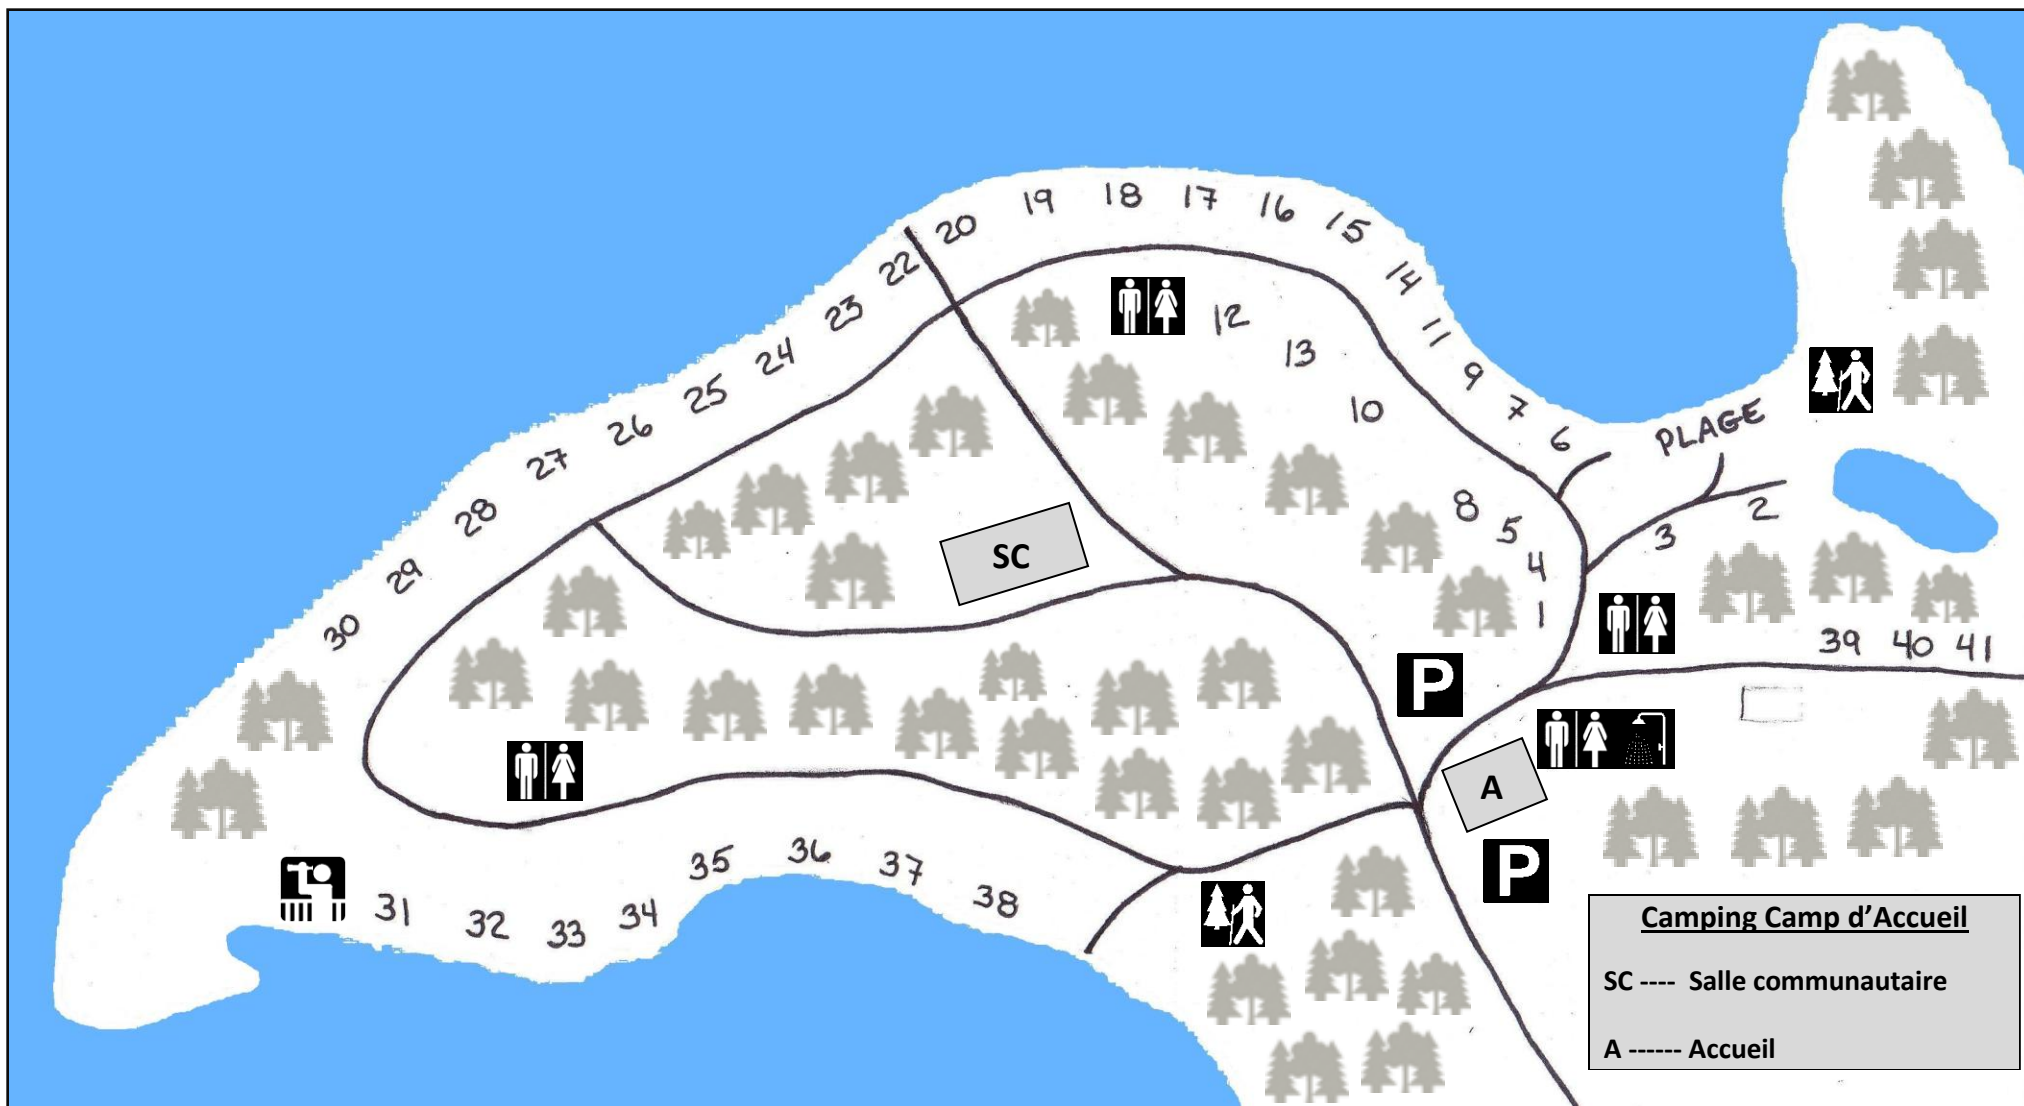 19 18 17 16 15
20
22
14
23
12
11
24
13
9
25
10
7
26
6
PLAGE
27
28
8
5
2
3
29
4
SC
1
30
39 40 41
P
A
35 36 37
38
P
31
32
33
34
Camping Camp d’Accueil
SC ---- Salle communautaire
A ------ Accueil